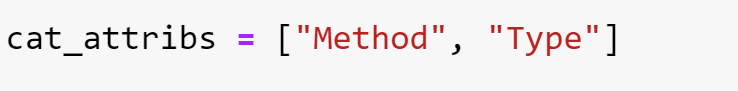 cat_attribs = ["Method", "Type"]